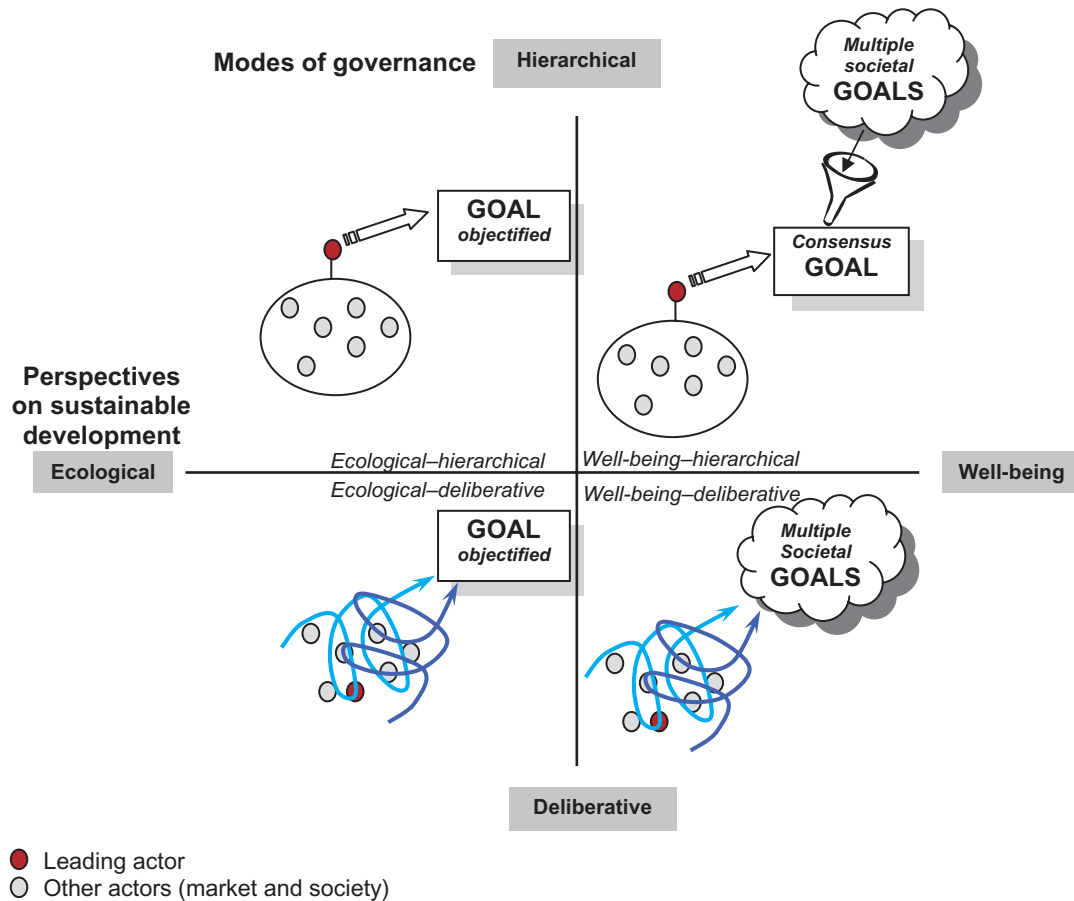 Modes of governance
Hierarchical
Multiple
societal
GOALS
GOAL
objectified
Consensus
GOAL
Perspectives
on sustainable
development
Ecological
Ecological–hierarchical
Well-being–hierarchical
Well-being
Ecological–deliberative
Well-being–deliberative
GOAL
objectified
Multiple
Societal
GOALS
Deliberative
Leading actor
Other actors (market and society)